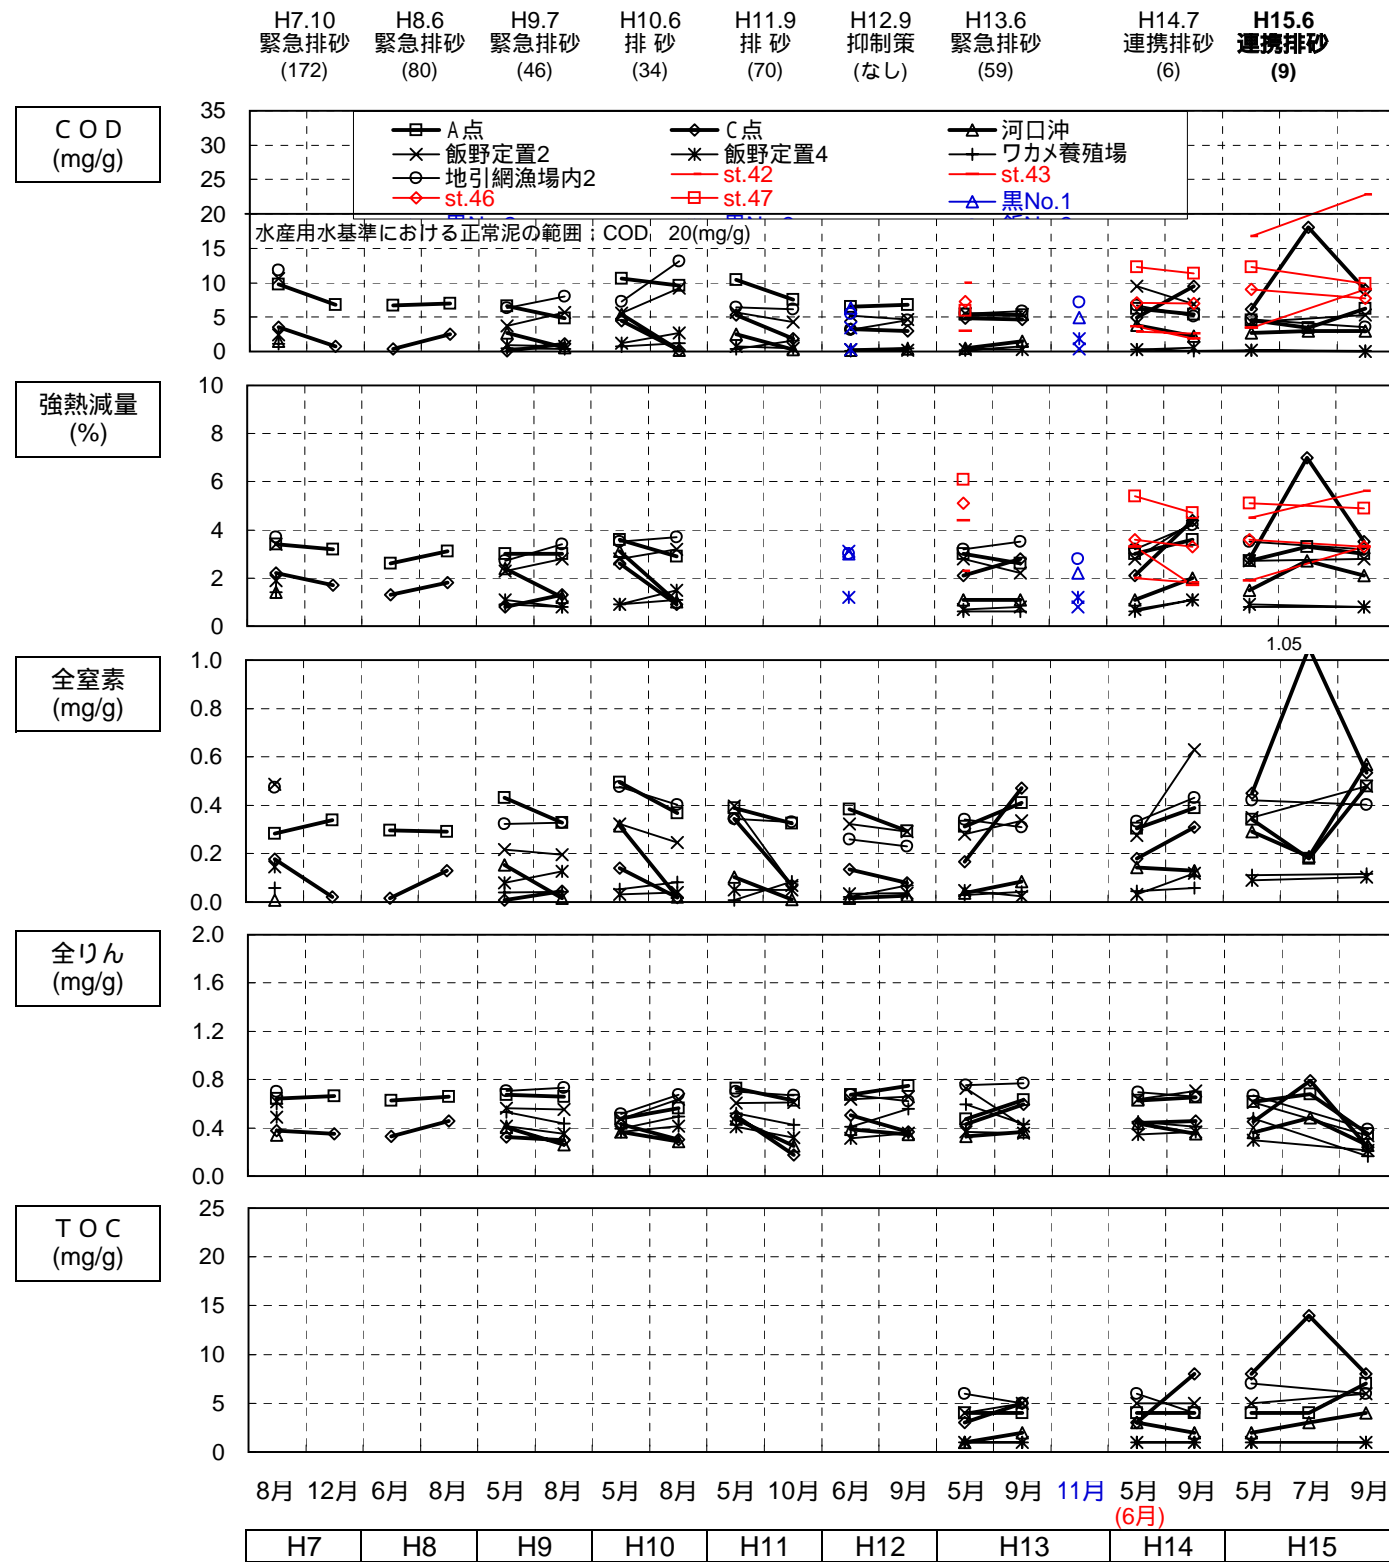 H7.10 H8.6 H9.7 H10.6 H11.9 H12.9 H13.6 H14.7 H15.6
緊急排砂 緊急排砂 緊急排砂 排 砂 排 砂 抑制策 緊急排砂 連携排砂 連携排砂
(172) (80) (46) (34) (70) (なし) (59) (6) (9)
COD
(mg/g)
35
30
25
20
15
10
5
0
A点 C点 河口沖
飯野定置2 飯野定置4 ワカメ養殖場
地引網漁場内2 st.42 st.43
st.46 st.47 黒No.1
水産用水基準における正常泥の範囲：COD 20(mg/g)
強熱減量
(%)
10
8
6
4
2
0
全窒素
(mg/g)
1.0
0.8
0.6
0.4
0.2
0.0
1.05
全りん
(mg/g)
2.0
1.6
1.2
0.8
0.4
0.0
TOC
(mg/g)
25
20
15
10
5
0
8月 12月 6月 8月 5月 8月 5月 8月 5月 10月 6月 9月 5月 9月 11月 5月 9月 5月 7月 9月
(6月)
H7 H8 H9 H10 H11 H12 H13 H14 H15